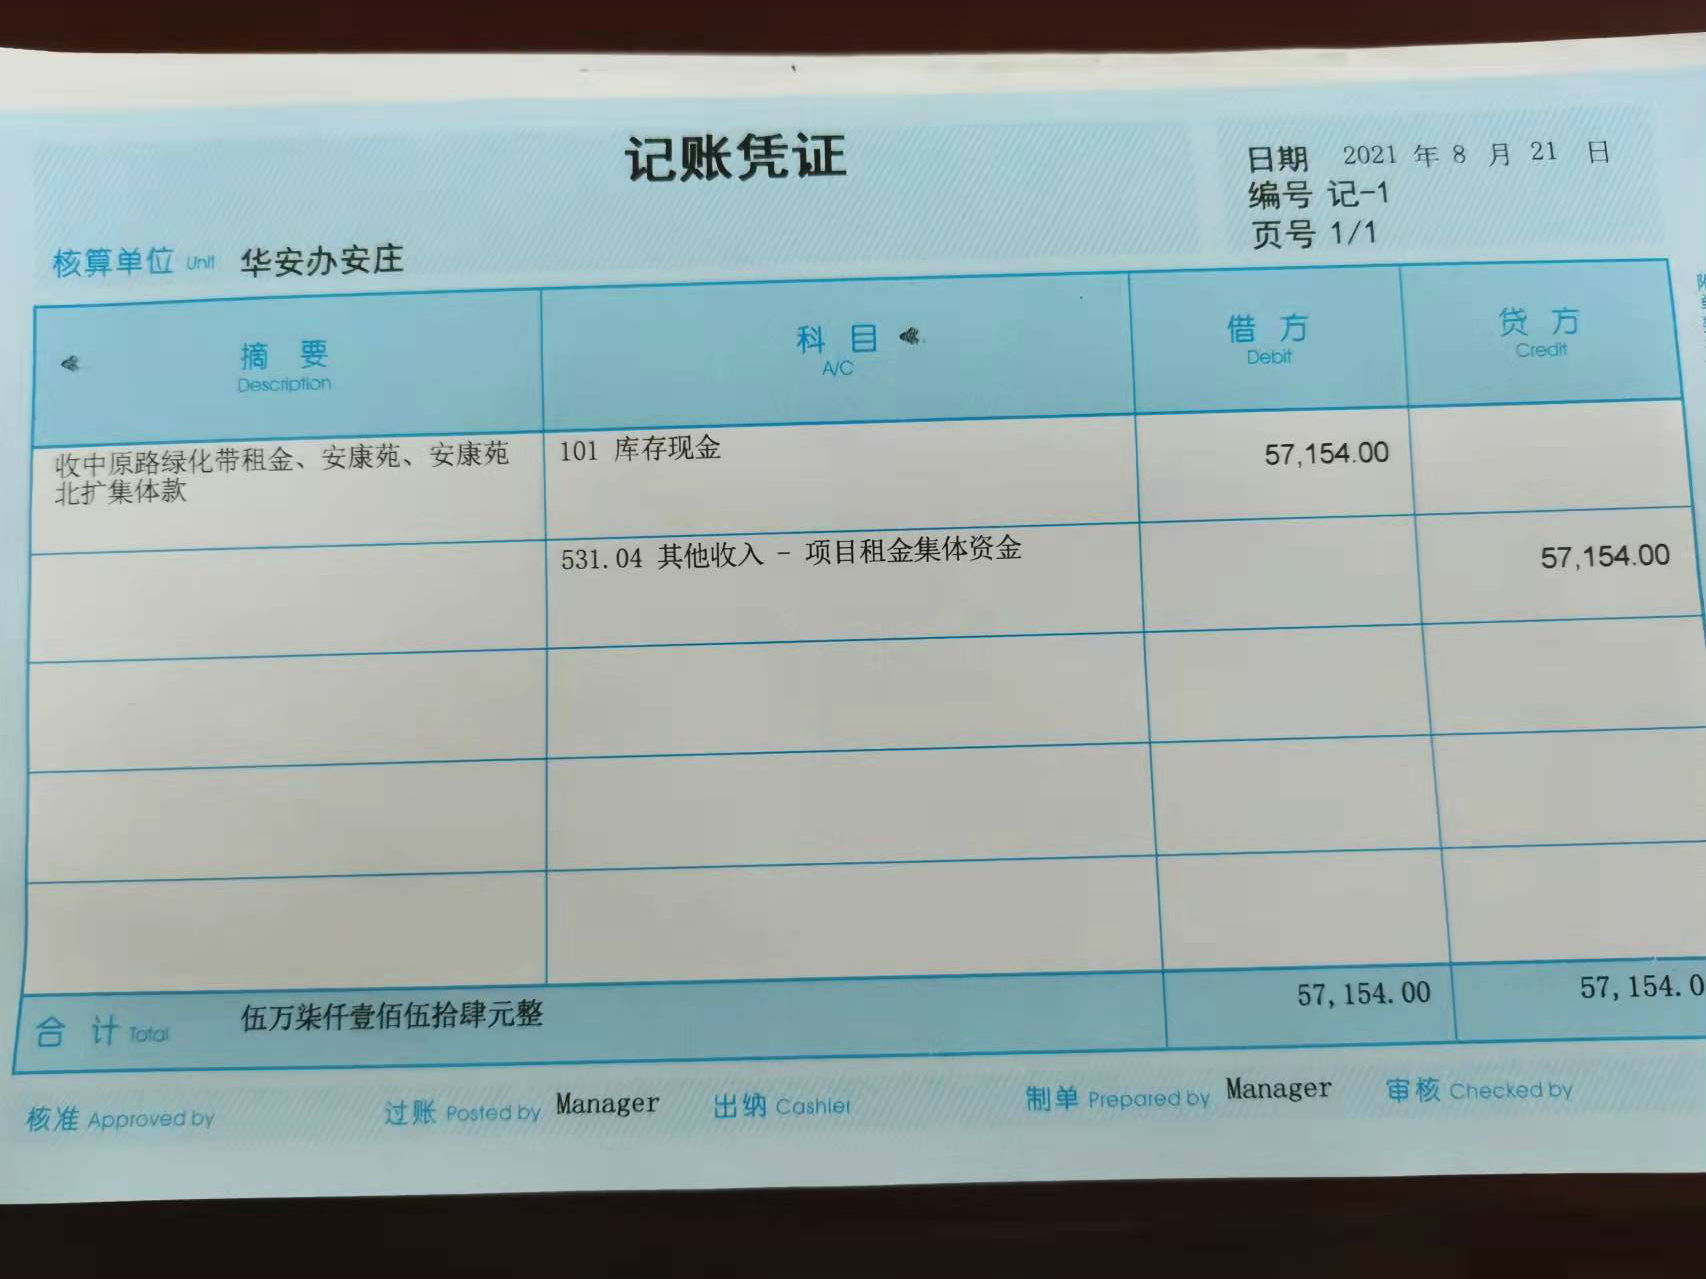 记账凭证
日期 2021 年 8 月 21 日
编号 记-1
页号 1/1
核算单位 Unit 华安办安庄
摘要 科目 借方 贷方
Description A/C Debit Credit
收中原路绿化带租金、安康苑、安康苑 101 库存现金 57,154.00
北扩集体款
531.04 其他收入 - 项目租金集体资金 57,154.00
合计 Total 伍万柒仟壹佰伍拾肆元整 57,154.00 57,154.0
核准 Approved by 过账 Posted by Manager 出纳 Cashier 制单 Prepared by Manager 审核 Checked by